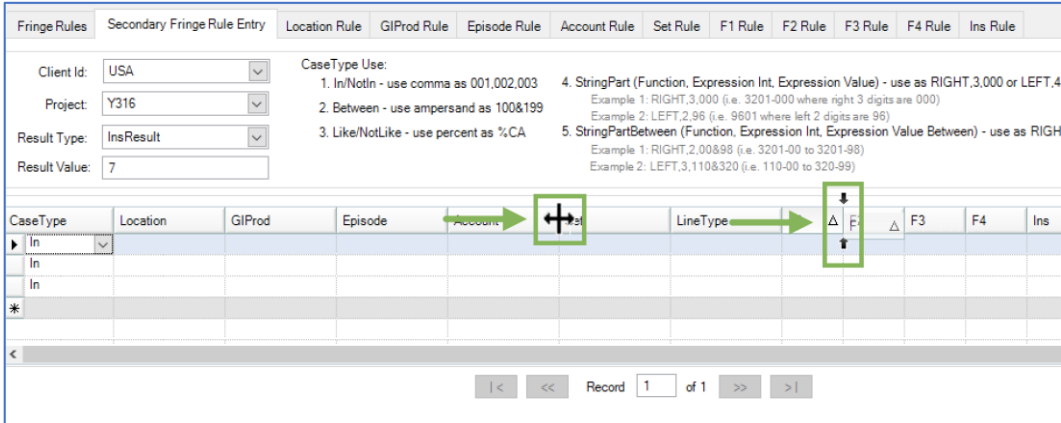 Fringe Rules Secondary Fringe Rule Entry Location Rule GlProd Rule Episode Rule Account Rule Set Rule F1 Rule F2 Rule F3 Rule F4 Rule Ins Rule
Client Id: USA
Project: Y316
Result Type: InsResult
Result Value: 7
CaseType Use:
1. In/NotIn - use comma as 001,002,003
2. Between - use ampersand as 100&199
3. Like/NotLike - use percent as %CA
4. StringPart (Function, Expression Int, Expression Value) - use as RIGHT,3,000 or LEFT,4
Example 1: RIGHT,3,000 (i.e. 3201-000 where right 3 digits are 000)
Example 2: LEFT,2,96 (i.e. 9601 where left 2 digits are 96)
5. StringPartBetween (Function, Expression Int, Expression Value Between) - use as RIGH
Example 1: RIGHT,2,00&98 (i.e. 3201-00 to 3201-98)
Example 2: LEFT,3,110&320 (i.e. 110-00 to 320-99)
CaseType Location GlProd Episode Account LineType F3 F4 Ins
In
In
In
Record 1 of 1